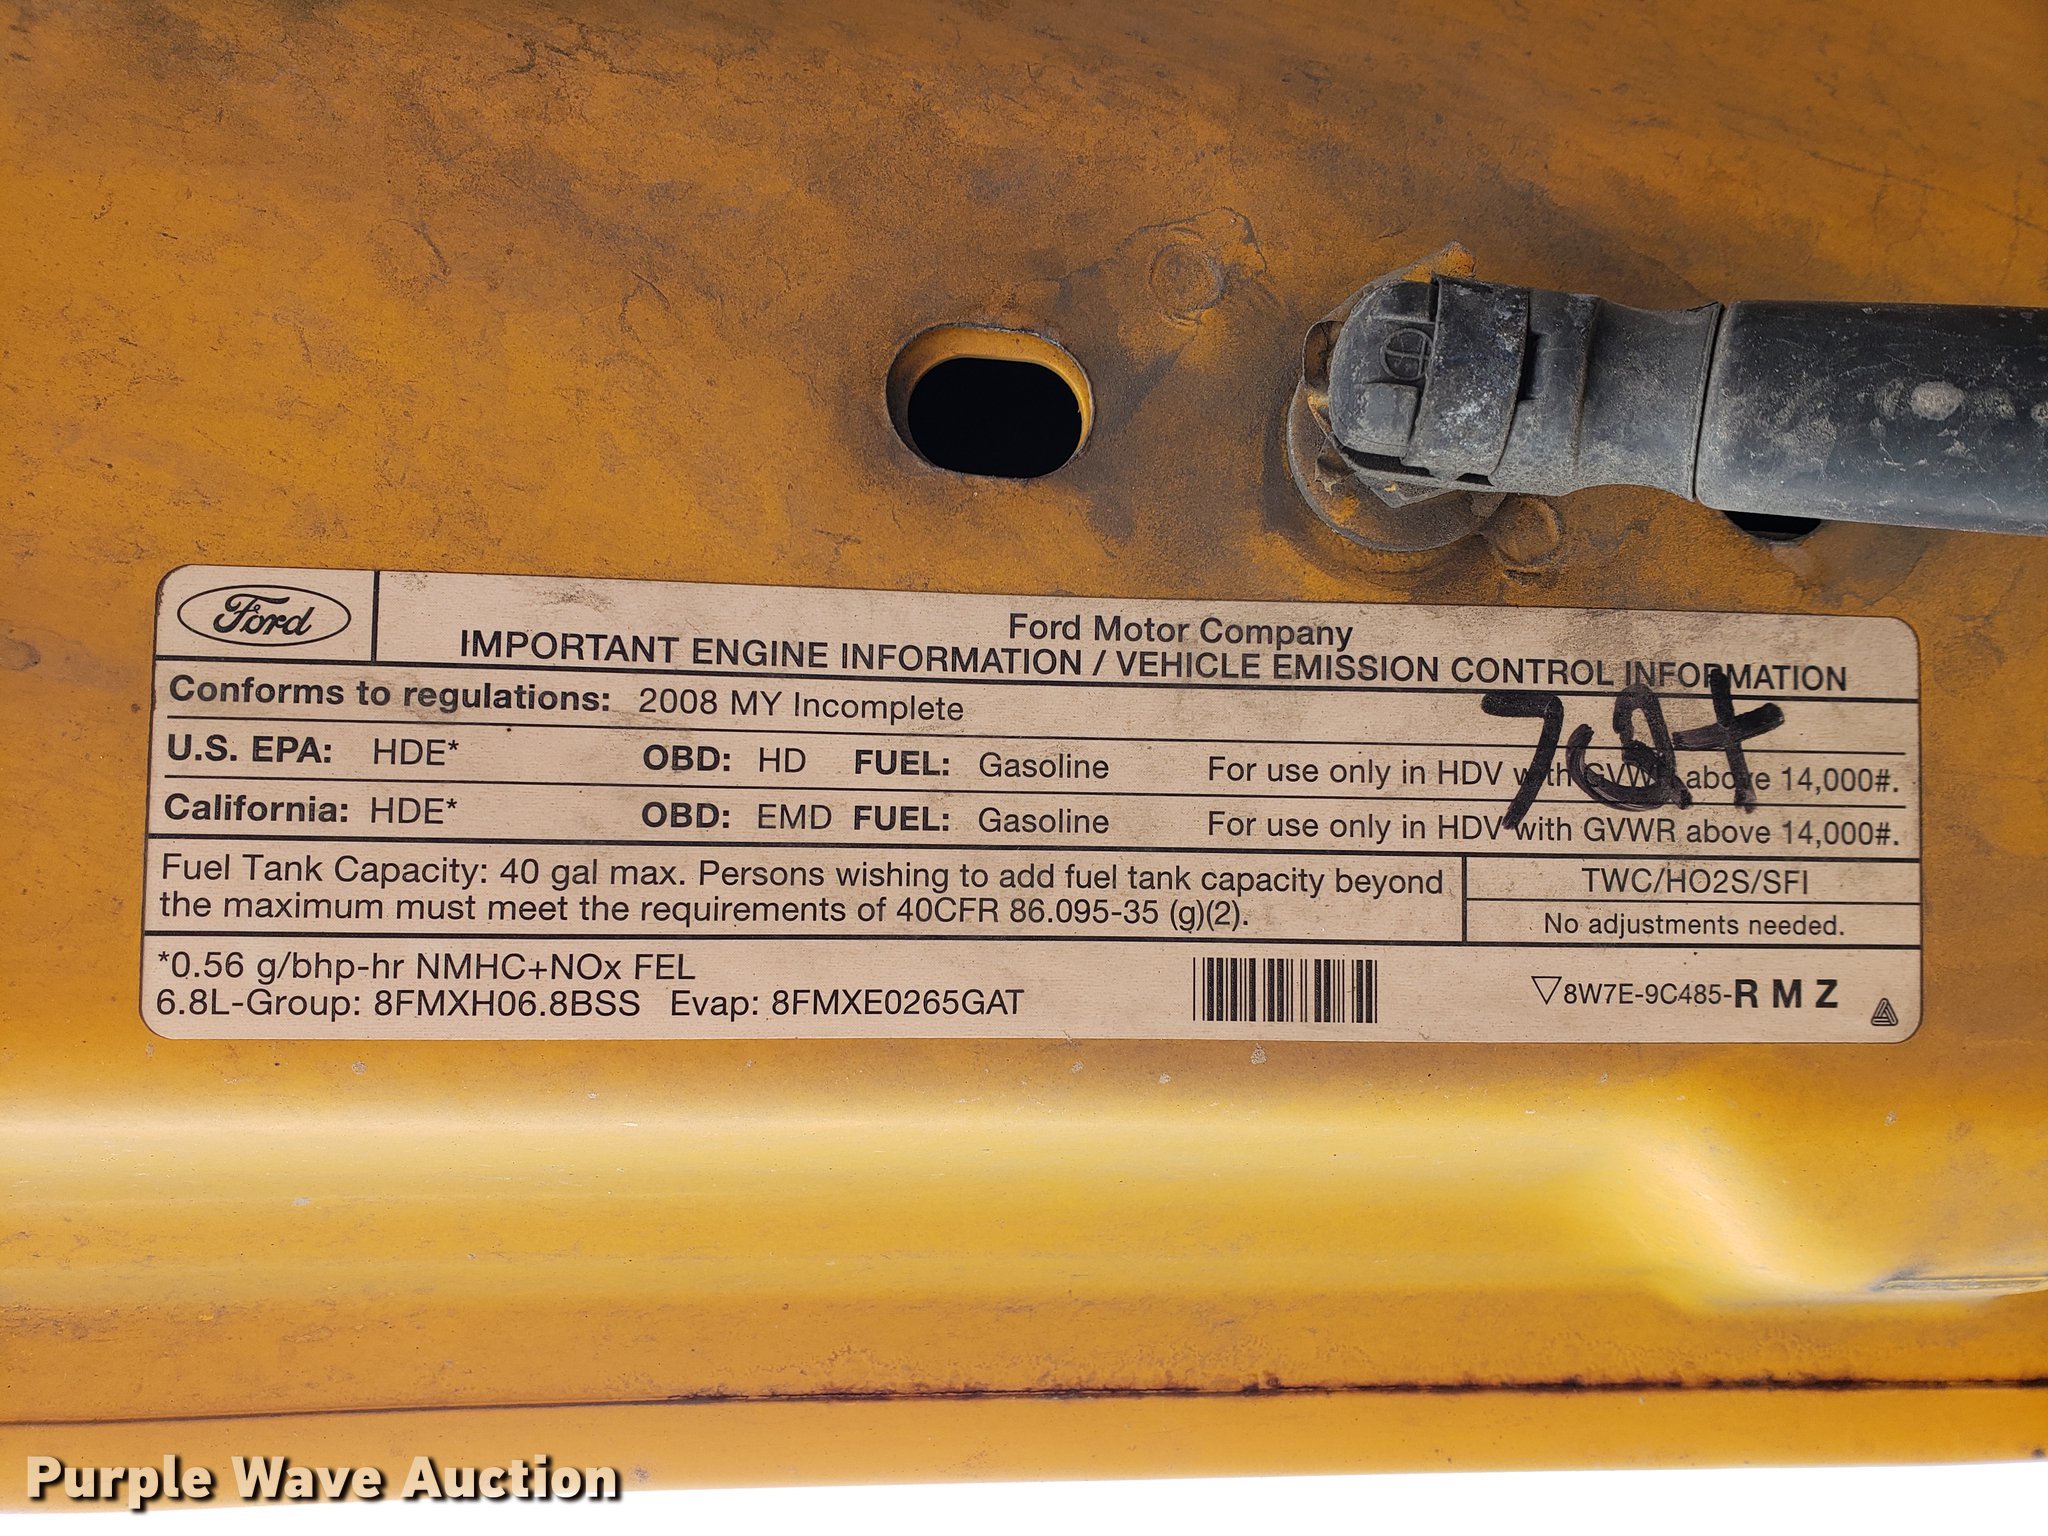 Ford
Ford Motor Company
IMPORTANT ENGINE INFORMATION / VEHICLE EMISSION CONTROL INFORMATION
Conforms to regulations: 2008 MY Incomplete
U.S. EPA: HDE* OBD: HD FUEL: Gasoline For use only in HDV with GVWR above 14,000#.
California: HDE* OBD: EMD FUEL: Gasoline For use only in HDV with GVWR above 14,000#.
Fuel Tank Capacity: 40 gal max. Persons wishing to add fuel tank capacity beyond
the maximum must meet the requirements of 40CFR 86.095-35 (g)(2).
TWC/HO2S/SFI
No adjustments needed.
*0.56 g/bhp-hr NMHC+NOx FEL
6.8L-Group: 8FMXH06.8BSS Evap: 8FMXE0265GAT
▽8W7E-9C485-RMZ
Purple Wave Auction